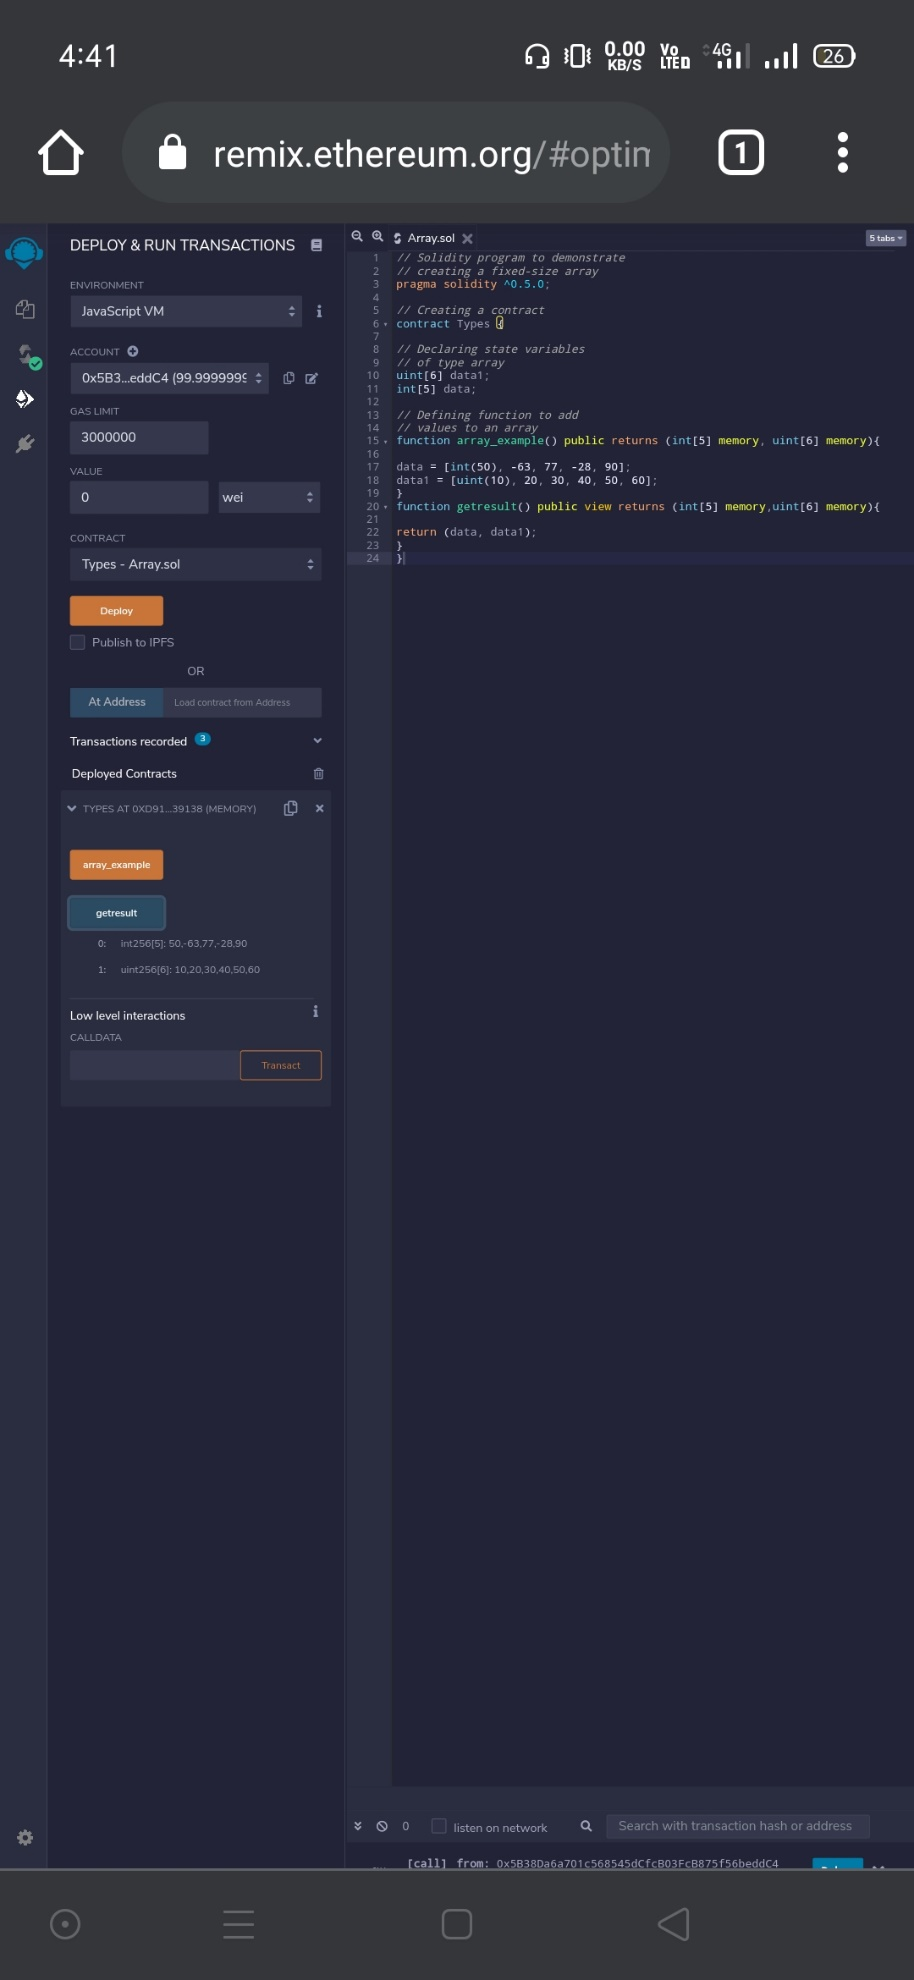 4:41
0.00
KB/S
Vo
LTE
4G
26
remix.ethereum.org/#optin
1
DEPLOY & RUN TRANSACTIONS
ENVIRONMENT
JavaScript VM
ACCOUNT
0x5B3...eddC4 (99.9999999
GAS LIMIT
3000000
VALUE
0
wei
CONTRACT
Types - Array.sol
Deploy
Publish to IPFS
OR
At Address
Load contract from Address
Transactions recorded 3
Deployed Contracts
TYPES AT 0XD91...39138 (MEMORY)
array_example
getresult
0: int256[5]: 50,-63,77,-28,90
1: uint256[6]: 10,20,30,40,50,60
Low level interactions
CALLDATA
Transact
Array.sol
5 tabs
1 // Solidity program to demonstrate
2 // creating a fixed-size array
3 pragma solidity ^0.5.0;
4
5 // Creating a contract
6 contract Types {
7
8 // Declaring state variables
9 // of type array
10 uint[6] data1;
11 int[5] data;
12
13 // Defining function to add
14 // values to an array
15 function array_example() public returns (int[5] memory, uint[6] memory){
16
17 data = [int(50), -63, 77, -28, 90];
18 data1 = [uint(10), 20, 30, 40, 50, 60];
19 }
20 function getresult() public view returns (int[5] memory,uint[6] memory){
21
22 return (data, data1);
23 }
24 }
0
listen on network
Search with transaction hash or address
[call] from: 0x5B38Da6a701c568545dCfcB03FcB875f56beddC4